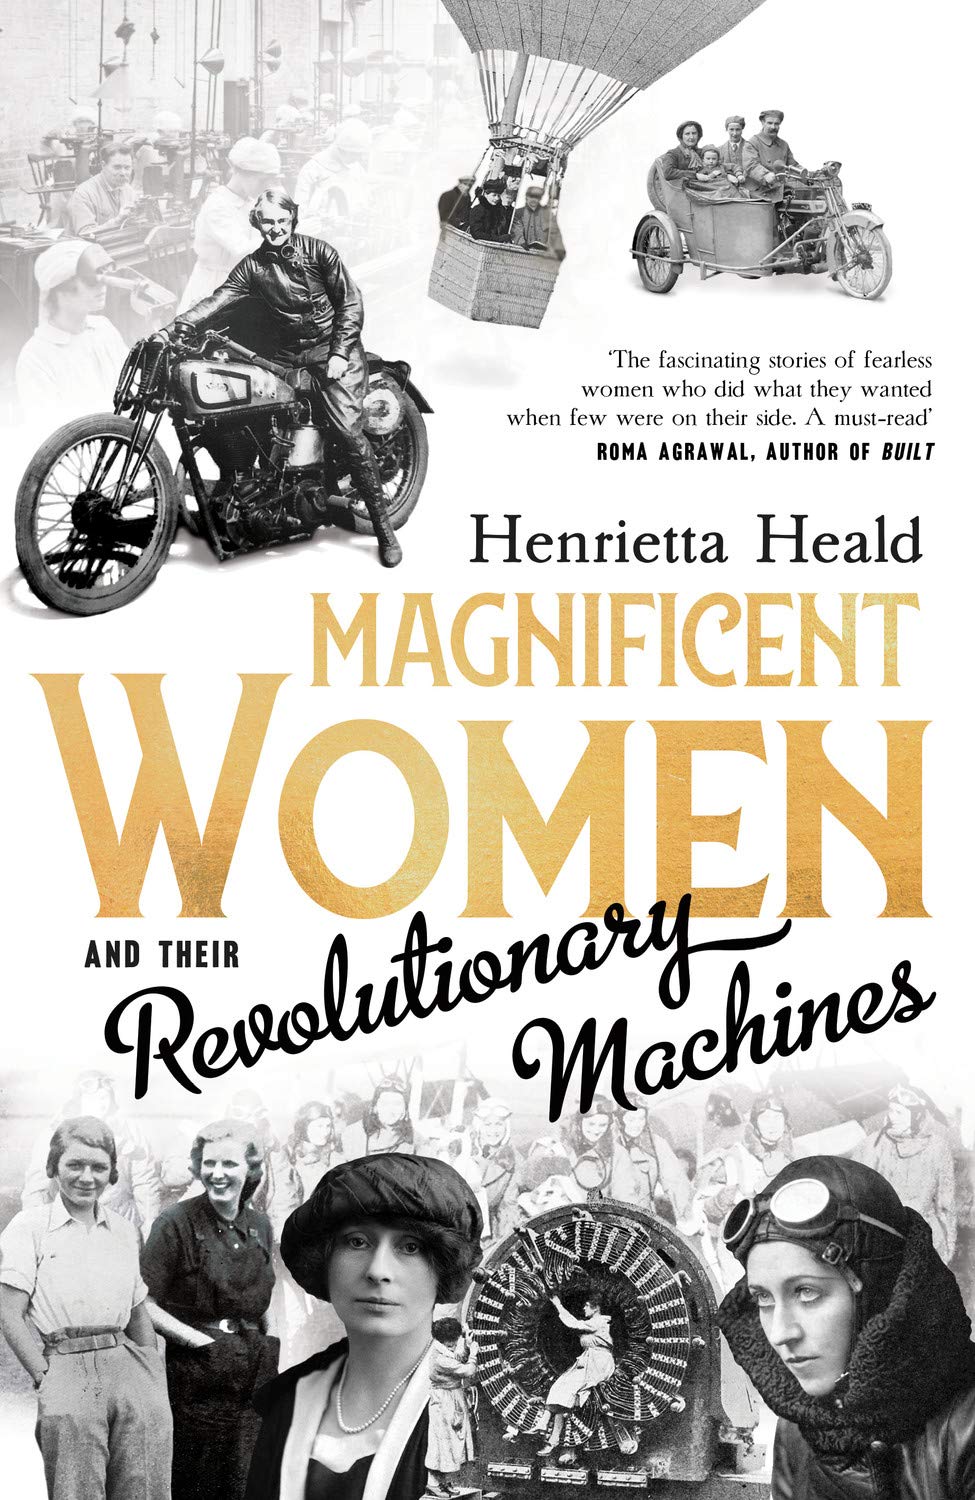 ‘The fascinating stories of fearless
women who did what they wanted
when few were on their side. A must-read’
ROMA AGRAWAL, AUTHOR OF BUILT
Henrietta Heald
MAGNIFICENT
WOMEN
AND THEIR
Revolutionary
Machines